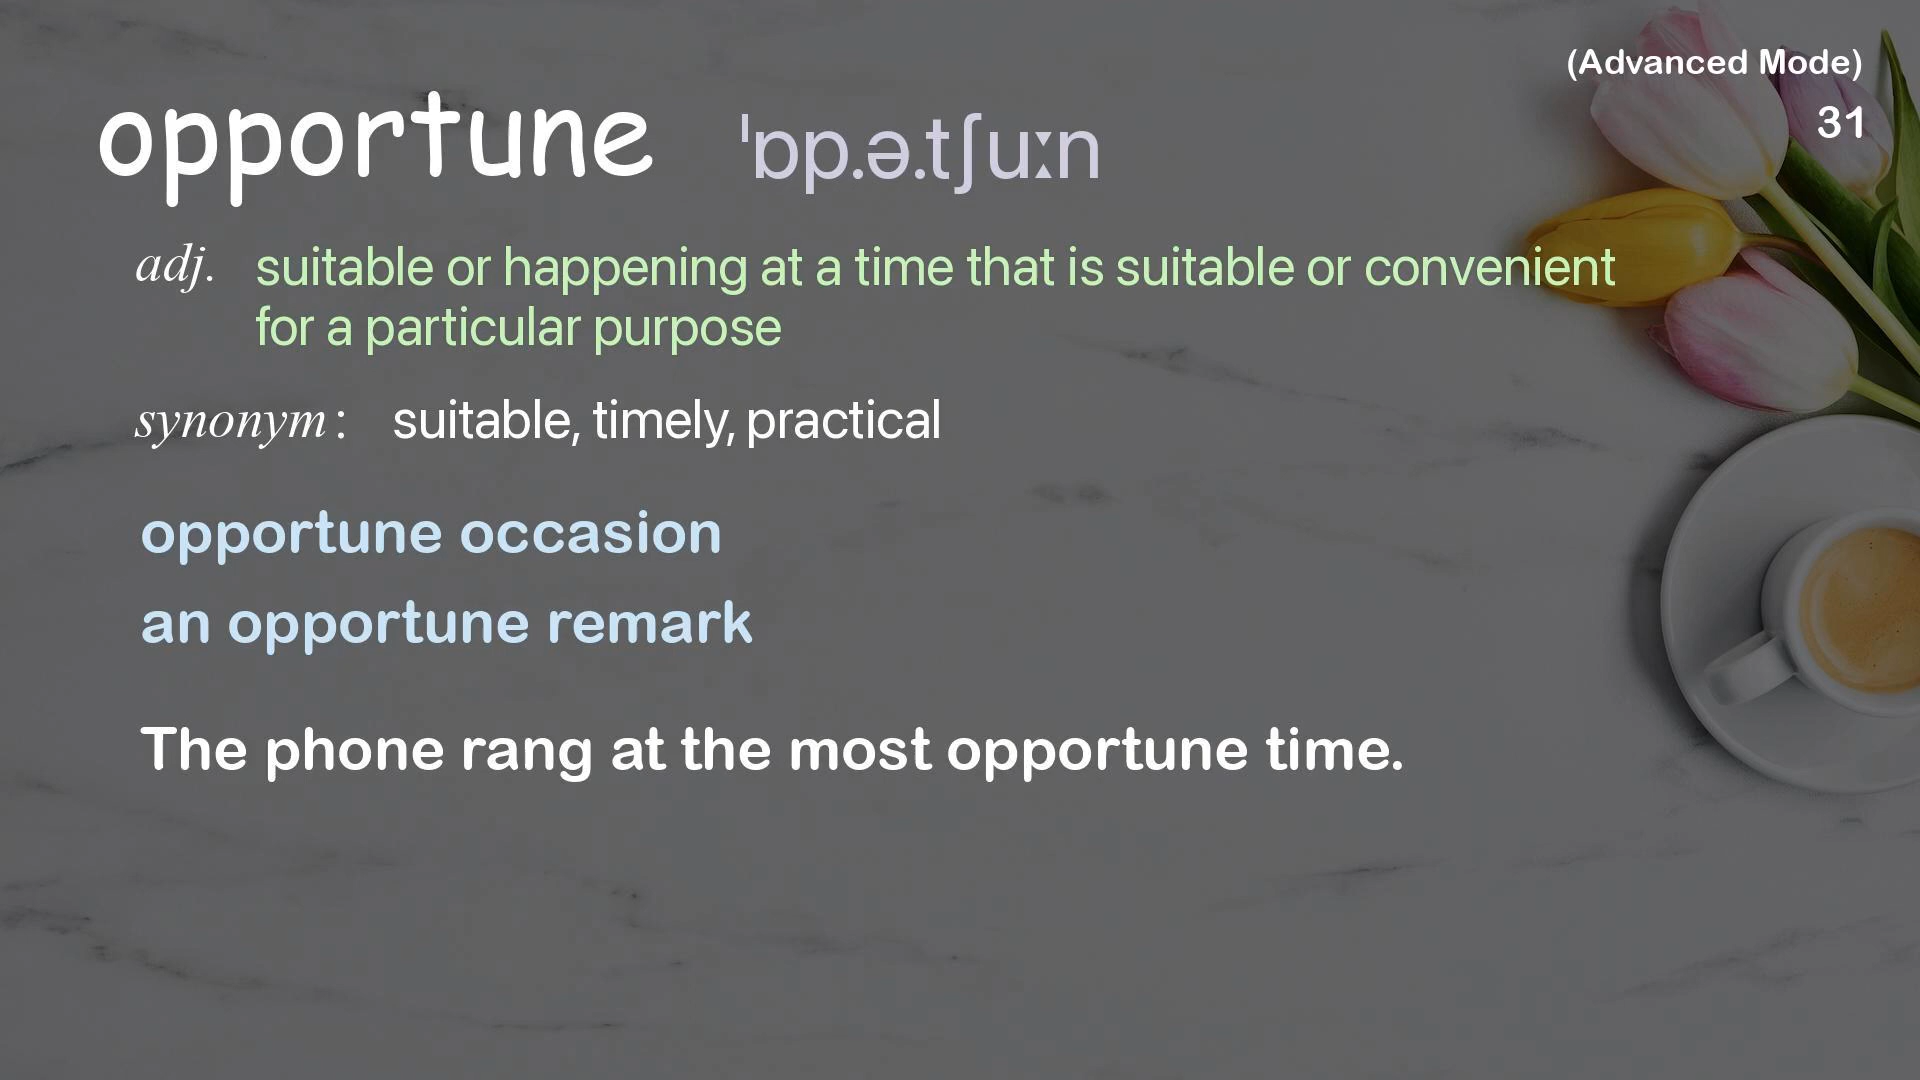 (Advanced Mode)
opportune ˈɒp.ə.tʃuːn
31
adj. suitable or happening at a time that is suitable or convenient
for a particular purpose
synonym: suitable, timely, practical
opportune occasion
an opportune remark
The phone rang at the most opportune time.